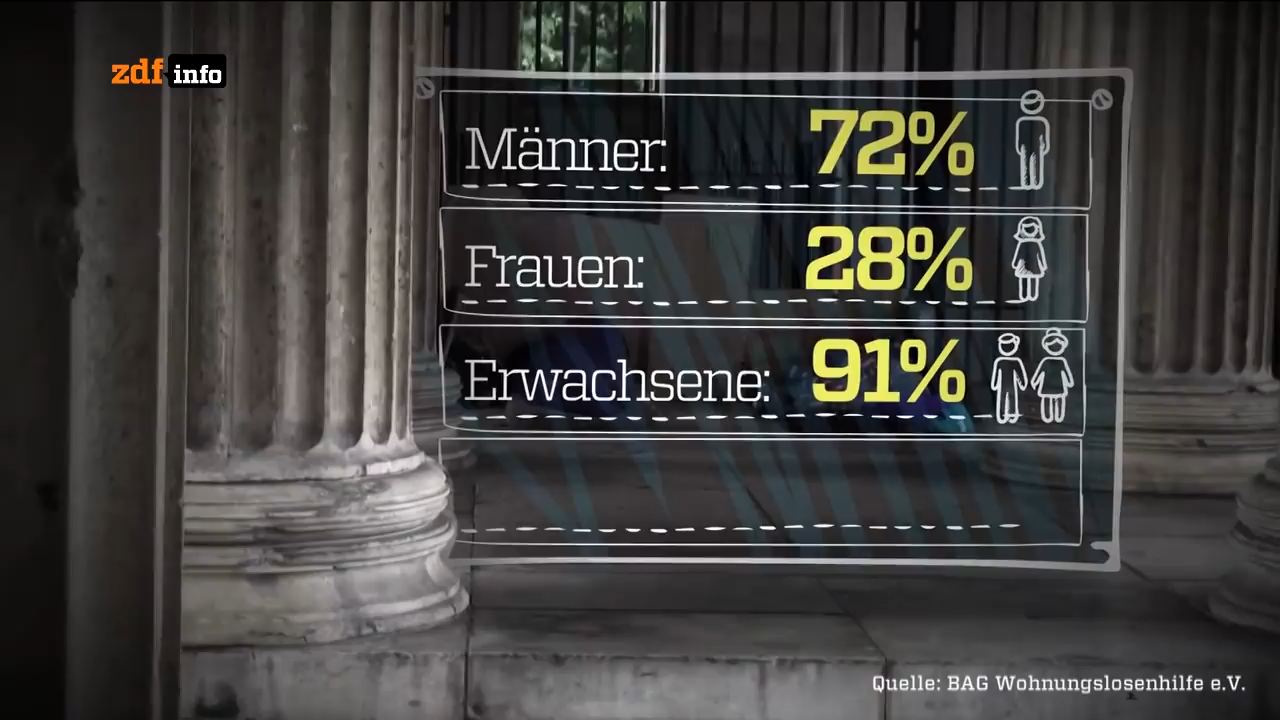 zdf info
Männer: 72%
Frauen: 28%
Erwachsene: 91%
Quelle: BAG Wohnungslosenhilfe e.V.